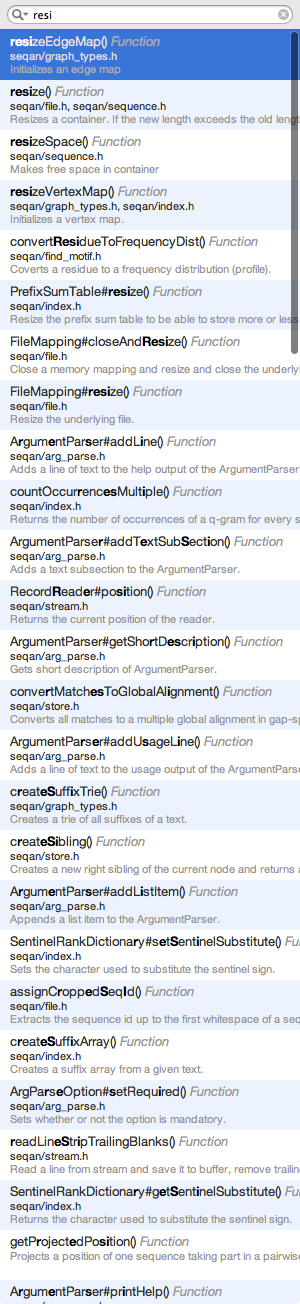 resi
resizeEdgeMap() Function
seqan/graph_types.h
Initializes an edge map
resize() Function
seqan/file.h, seqan/sequence.h
Resizes a container. If the new length exceeds the old leng
resizeSpace() Function
seqan/sequence.h
Makes free space in container
resizeVertexMap() Function
seqan/graph_types.h, seqan/index.h
Initializes a vertex map.
convertResidueToFrequencyDist() Function
seqan/find_motif.h
Coverts a residue to a frequency distribution (profile).
PrefixSumTable#resize() Function
seqan/index.h
Resize the prefix sum table to be able to store more or less
FileMapping#closeAndResize() Function
seqan/file.h
Close a memory mapping and resize and close the underlyi
FileMapping#resize() Function
seqan/file.h
Resize the underlying file.
ArgumentParser#addLine() Function
seqan/arg_parse.h
Adds a line of text to the help output of the ArgumentParser
countOccurrencesMultiple() Function
seqan/index.h
Returns the number of occurrences of a q-gram for every s
ArgumentParser#addTextSubSection() Function
seqan/arg_parse.h
Adds a text subsection to the ArgumentParser.
RecordReader#position() Function
seqan/stream.h
Returns the current position of the reader.
ArgumentParser#getShortDescription() Function
seqan/arg_parse.h
Gets short description of ArgumentParser.
convertMatchesToGlobalAlignment() Function
seqan/store.h
Converts all matches to a multiple global alignment in gap-sp
ArgumentParser#addUsageLine() Function
seqan/arg_parse.h
Adds a line of text to the usage output of the ArgumentParse
createSuffixTrie() Function
seqan/graph_types.h
Creates a trie of all suffixes of a text.
createSibling() Function
seqan/store.h
Creates a new right sibling of the current node and returns a
ArgumentParser#addListItem() Function
seqan/arg_parse.h
Appends a list item to the ArgumentParser.
SentinelRankDictionary#setSentinelSubstitute() Fun
seqan/index.h
Sets the character used to substitute the sentinel sign.
assignCroppedSeqId() Function
seqan/file.h
Extracts the sequence id up to the first whitespace of a seq
createSuffixArray() Function
seqan/index.h
Creates a suffix array from a given text.
ArgParseOption#setRequired() Function
seqan/arg_parse.h
Sets whether or not the option is mandatory.
readLineStripTrailingBlanks() Function
seqan/stream.h
Read a line from stream and save it to buffer, remove trailin
SentinelRankDictionary#getSentinelSubstitute() Fun
seqan/index.h
Returns the character used to substitute the sentinel sign.
getProjectedPosition() Function
Projects a position of one sequence taking part in a pairwise
ArgumentParser#printHelp() Function